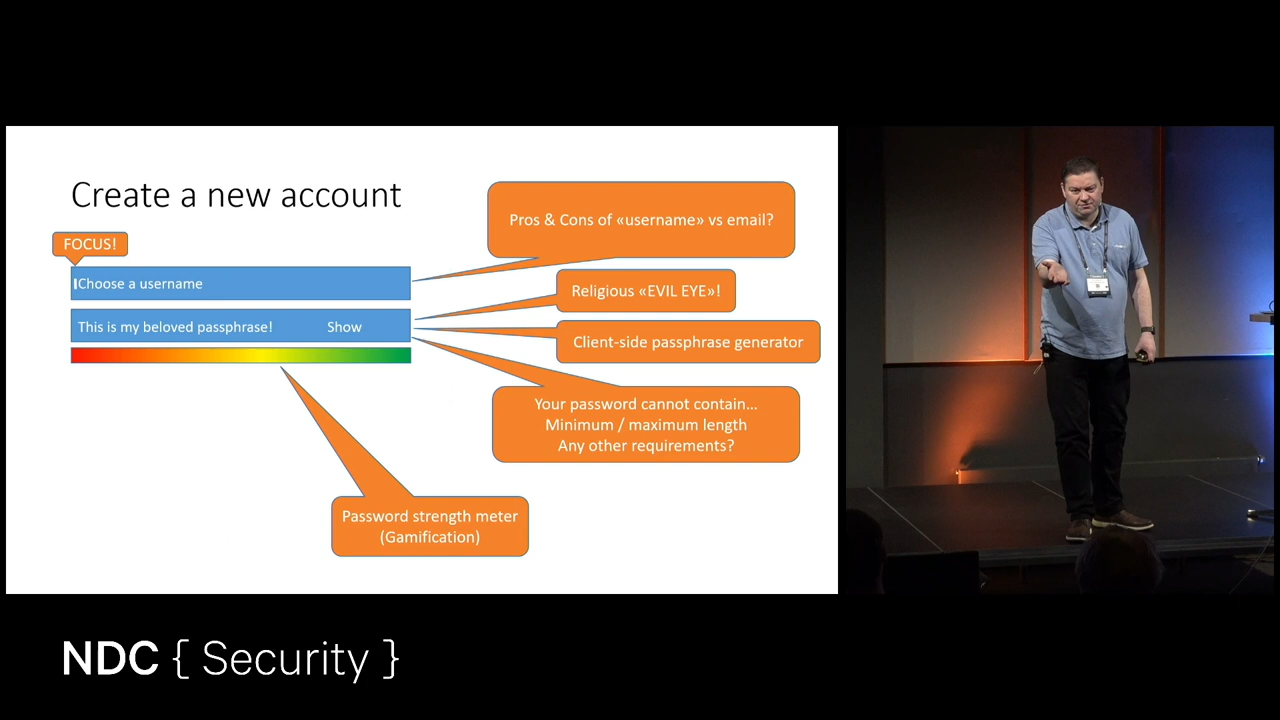 Create a new account
FOCUS!
Choose a username
This is my beloved passphrase!
Show
Pros & Cons of «username» vs email?
Religious «EVIL EYE»!
Client-side passphrase generator
Your password cannot contain...
Minimum / maximum length
Any other requirements?
Password strength meter
(Gamification)
NDC { Security }